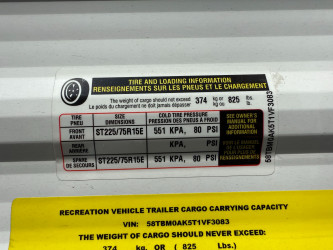 TIRE AND LOADING INFORMATION
RENSEIGNEMENTS SUR LES PNEUS ET LE CHARGEMENT
The weight of cargo should not exceed 374 kg or 825 lbs.
Le poids du chargement ne doit jamais dépasser kg ou lb.
TIRE SIZE COLD TIRE PRESSURE SEE OWNER'S
PNEU DIMENSIONS PRESSION DES PNEUS À FROID MANUAL FOR
FRONT ST225/75R15E 551 KPA, 80 PSI ADDITIONAL
AVANT INFORMATION
REAR KPA, PSI
ARRIÈRE
SPARE ST225/75R15E 551 KPA, 80 PSI
DE SECOURS RENSEIGNEMENTS
58TBM0AK5T1VF3083
RECREATION VEHICLE TRAILER CARGO CARRYING CAPACITY
VIN: 58TBM0AK5T1VF3083
THE WEIGHT OF CARGO SHOULD NEVER EXCEED
374 KG. OR ( 825 Lbs.)